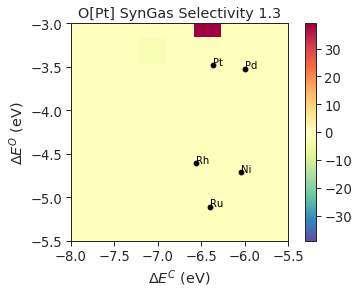 O[Pt] SynGas Selectivity 1.3
−3.0
−3.5
−4.0
−4.5
−5.0
−5.5
ΔE^O (eV)
Pt
Pd
Rh
Ni
Ru
−8.0 −7.5 −7.0 −6.5 −6.0 −5.5
ΔE^C (eV)
30
20
10
0
−10
−20
−30